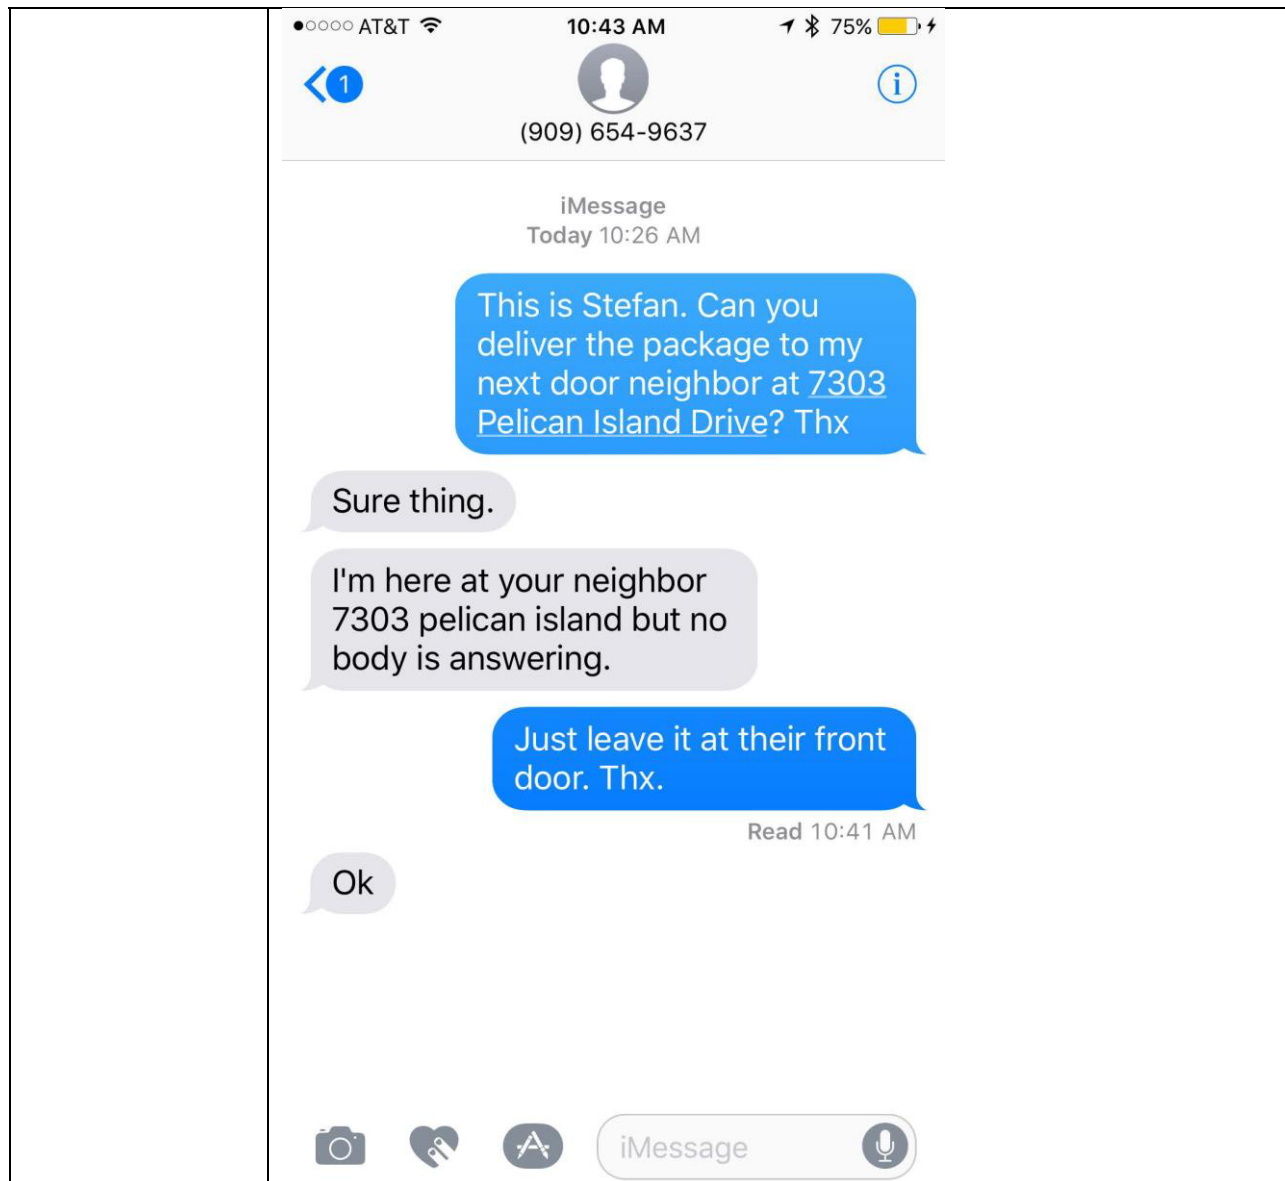 AT&T 10:43 AM 75%
1
(909) 654-9637
iMessage
Today 10:26 AM
This is Stefan. Can you
deliver the package to my
next door neighbor at 7303
Pelican Island Drive? Thx
Sure thing.
I'm here at your neighbor
7303 pelican island but no
body is answering.
Just leave it at their front
door. Thx.
Read 10:41 AM
Ok
iMessage